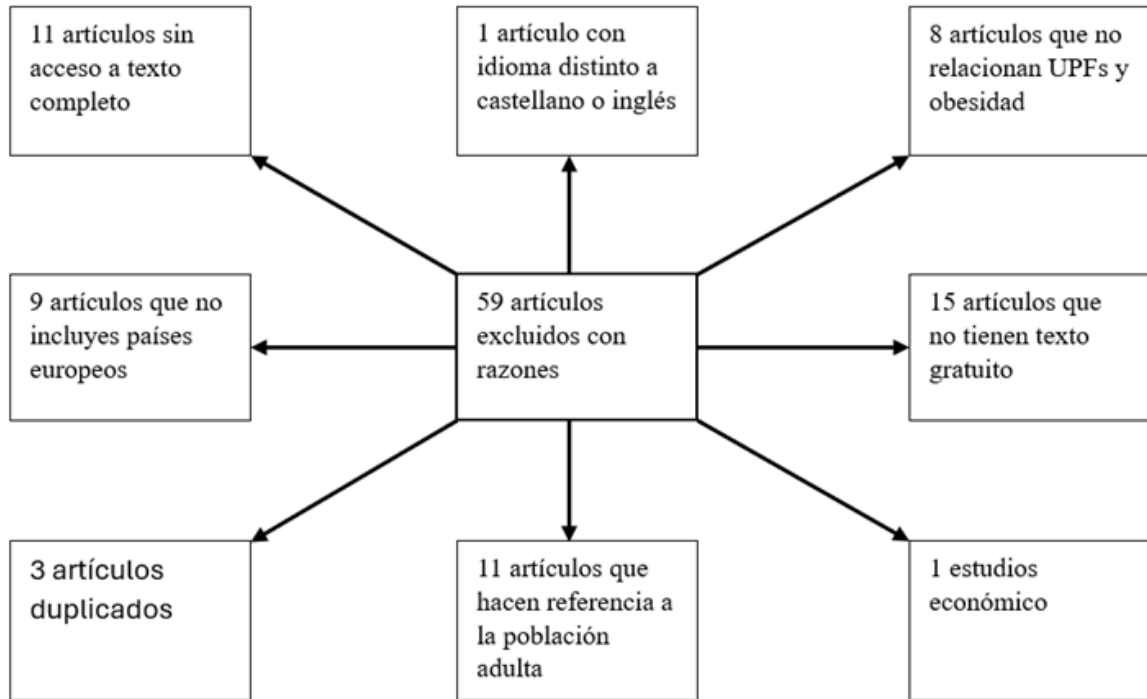 11 artículos sin
acceso a texto
completo
1 artículo con
idioma distinto a
castellano o inglés
8 artículos que no
relacionan UPFs y
obesidad
9 artículos que no
incluyes países
europeos
59 artículos
excluidos con
razones
15 artículos que
no tienen texto
gratuito
3 artículos
duplicados
11 artículos que
hacen referencia a
la población
adulta
1 estudios
económico